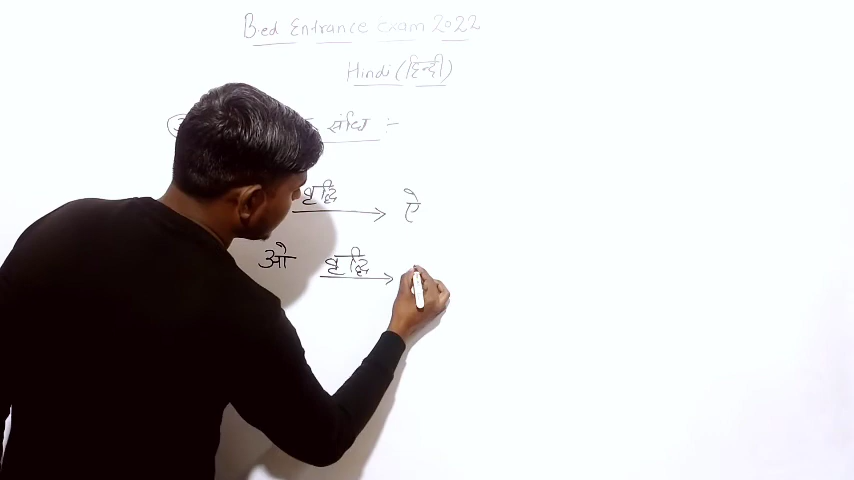 Bed Entrance Exam 2022
Hindi (हिन्दी)
संधि :-
वृद्धि → ऐ
ओ वृद्धि →